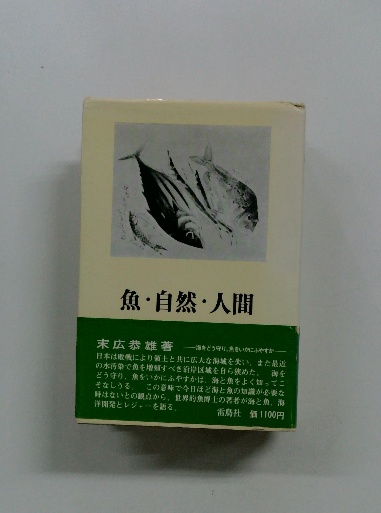 魚・自然・人間
末広恭雄著 ――海をどう守り、魚をいかにふやすか――
日本は敗戦により領土と共に広大な海域を失い、また最近
の水汚染で魚を増殖すべき沿岸区域を自ら狭めた。 海を
どう守り、魚をいかにふやすかは、海と魚をよく知ってこ
そなしうる。 この意味で今日ほど海と魚の知識が必要な
時はないとの観点から、世界的魚博士の著者が海と魚、海
洋開発とレジャーを語る。 雷鳥社 価1100円